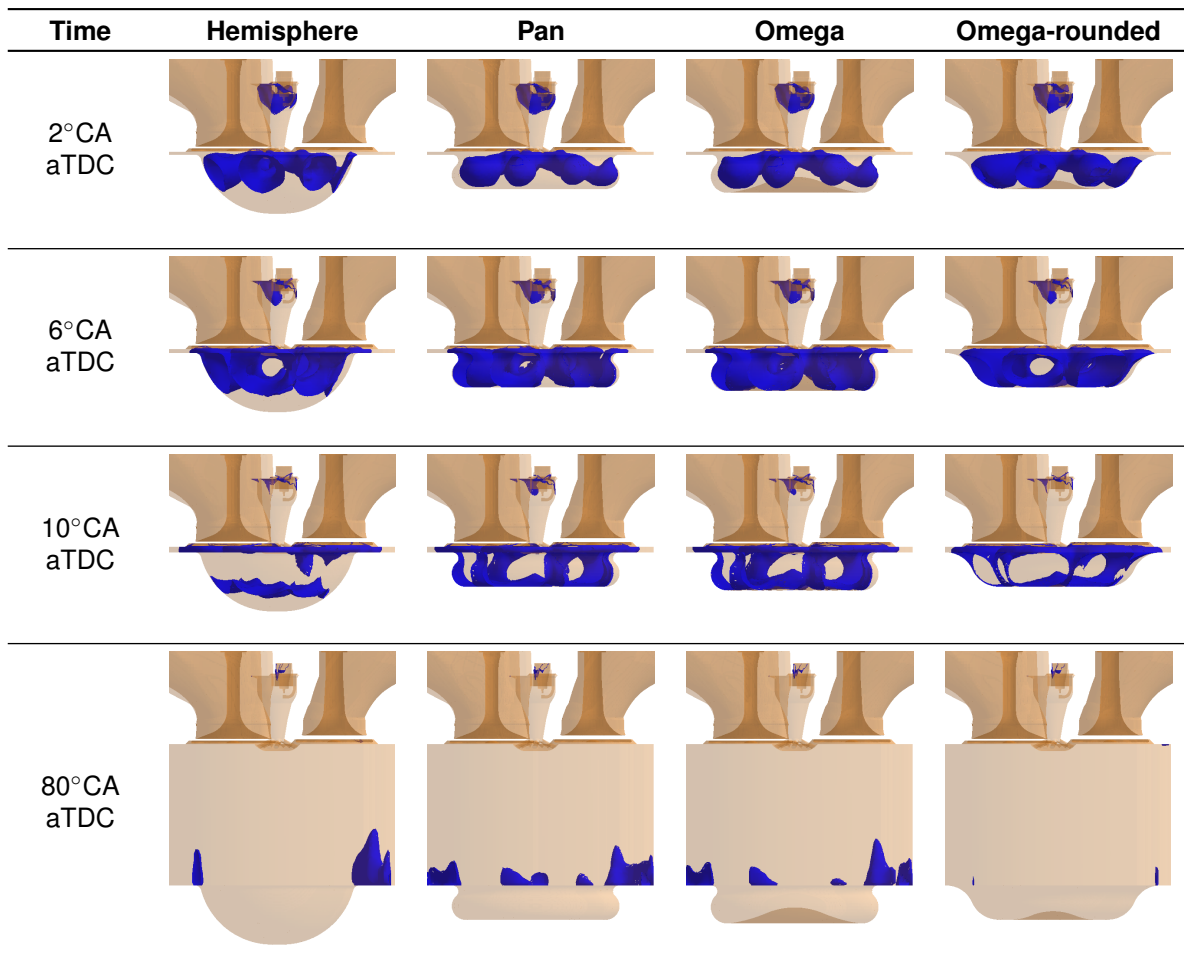 Time Hemisphere Pan Omega Omega-rounded
2°CA
aTDC
6°CA
aTDC
10°CA
aTDC
80°CA
aTDC